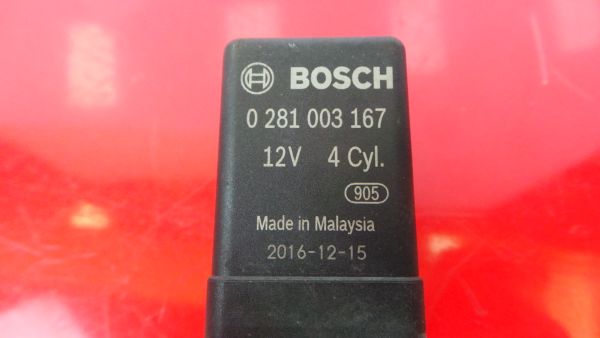 BOSCH
0 281 003 167
12V 4 Cyl.
905
Made in Malaysia
2016-12-15